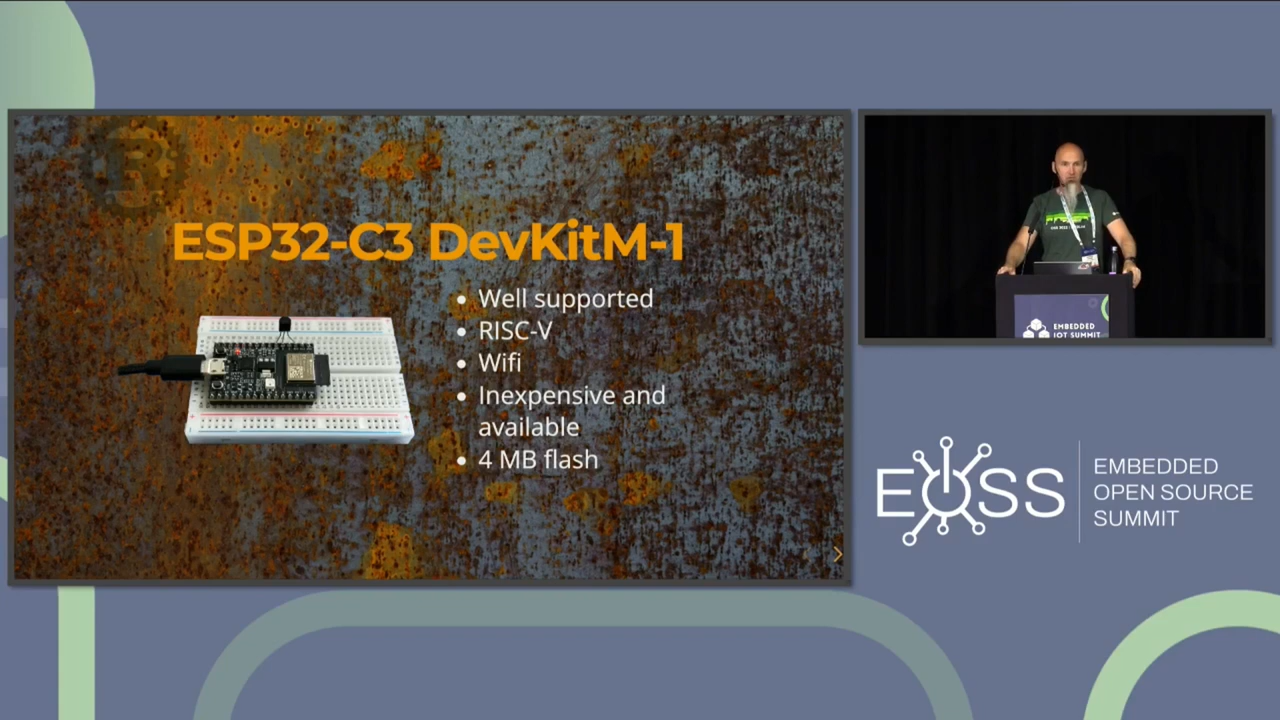 ESP32-C3 DevKitM-1
Well supported
RISC-V
Wifi
Inexpensive and
available
4 MB flash
EMBEDDED
IOT SUMMIT
EOSS
EMBEDDED
OPEN SOURCE
SUMMIT